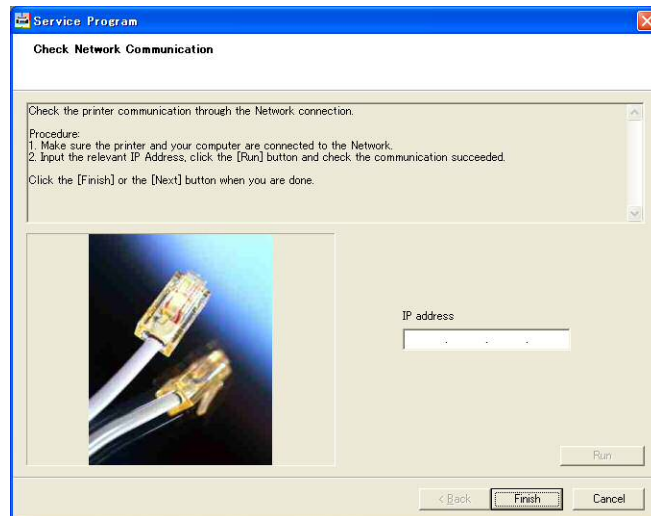 Service Program
Check Network Communication
Check the printer communication through the Network connection.
Procedure:
1. Make sure the printer and your computer are connected to the Network.
2. Input the relevant IP Address, click the [Run] button and check the communication succeeded.
Click the [Finish] or the [Next] button when you are done.
IP address
. . .
Run
< Back Finish Cancel